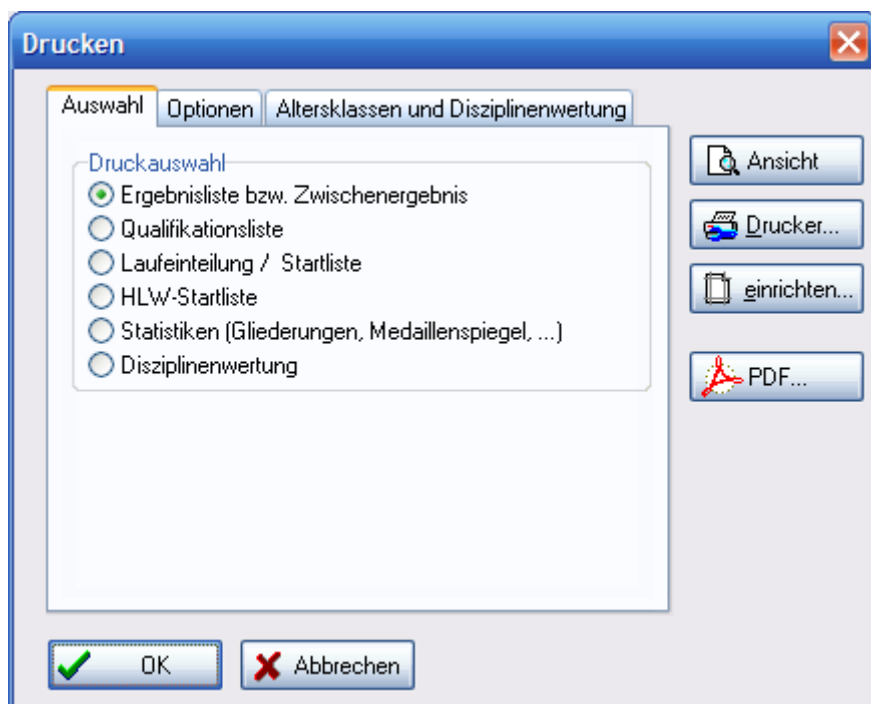 Drucken
Auswahl
Optionen
Altersklassen und Disziplinenwertung
Druckauswahl
Ergebnisliste bzw. Zwischenergebnis
Qualifikationsliste
Laufeinteilung / Startliste
HLW-Startliste
Statistiken (Gliederungen, Medaillenspiegel, ...)
Disziplinenwertung
Ansicht
Drucker...
einrichten...
PDF...
OK
Abbrechen